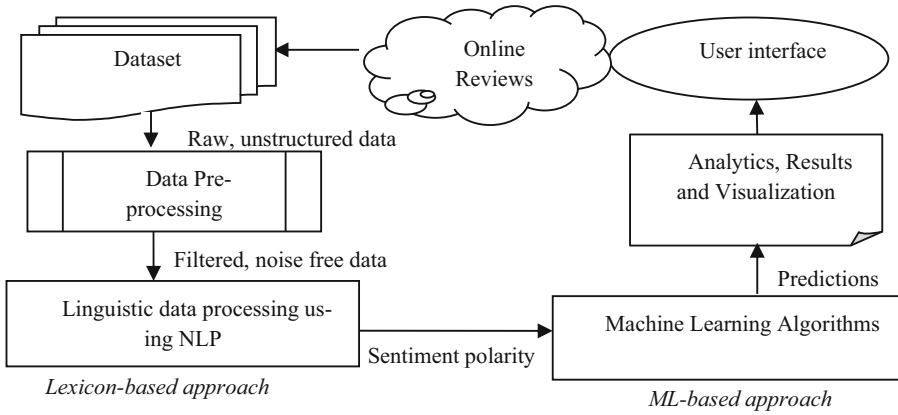 Dataset
Online
Reviews
User interface
Raw, unstructured data
Data Pre-
processing
Analytics, Results
and Visualization
Filtered, noise free data
Predictions
Linguistic data processing us-
ing NLP
Sentiment polarity
Machine Learning Algorithms
Lexicon-based approach
ML-based approach